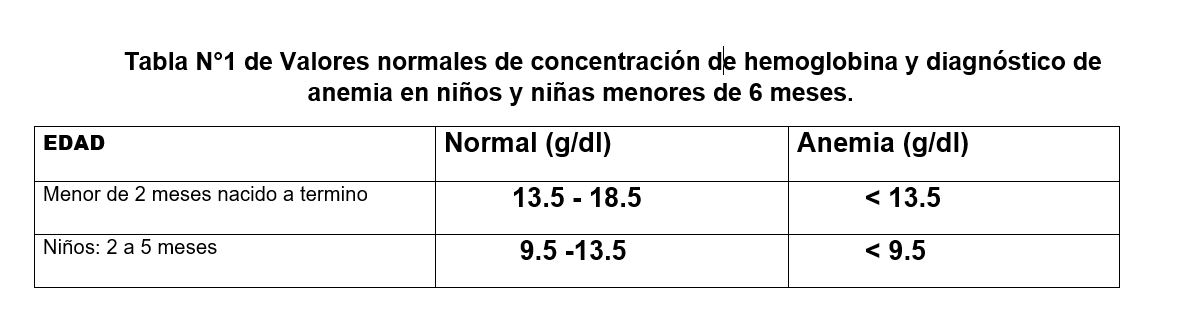 Tabla N°1 de Valores normales de concentración de hemoglobina y diagnóstico de
anemia en niños y niñas menores de 6 meses.
EDAD Normal (g/dl) Anemia (g/dl)
Menor de 2 meses nacido a termino 13.5 - 18.5 < 13.5
Niños: 2 a 5 meses 9.5 -13.5 < 9.5